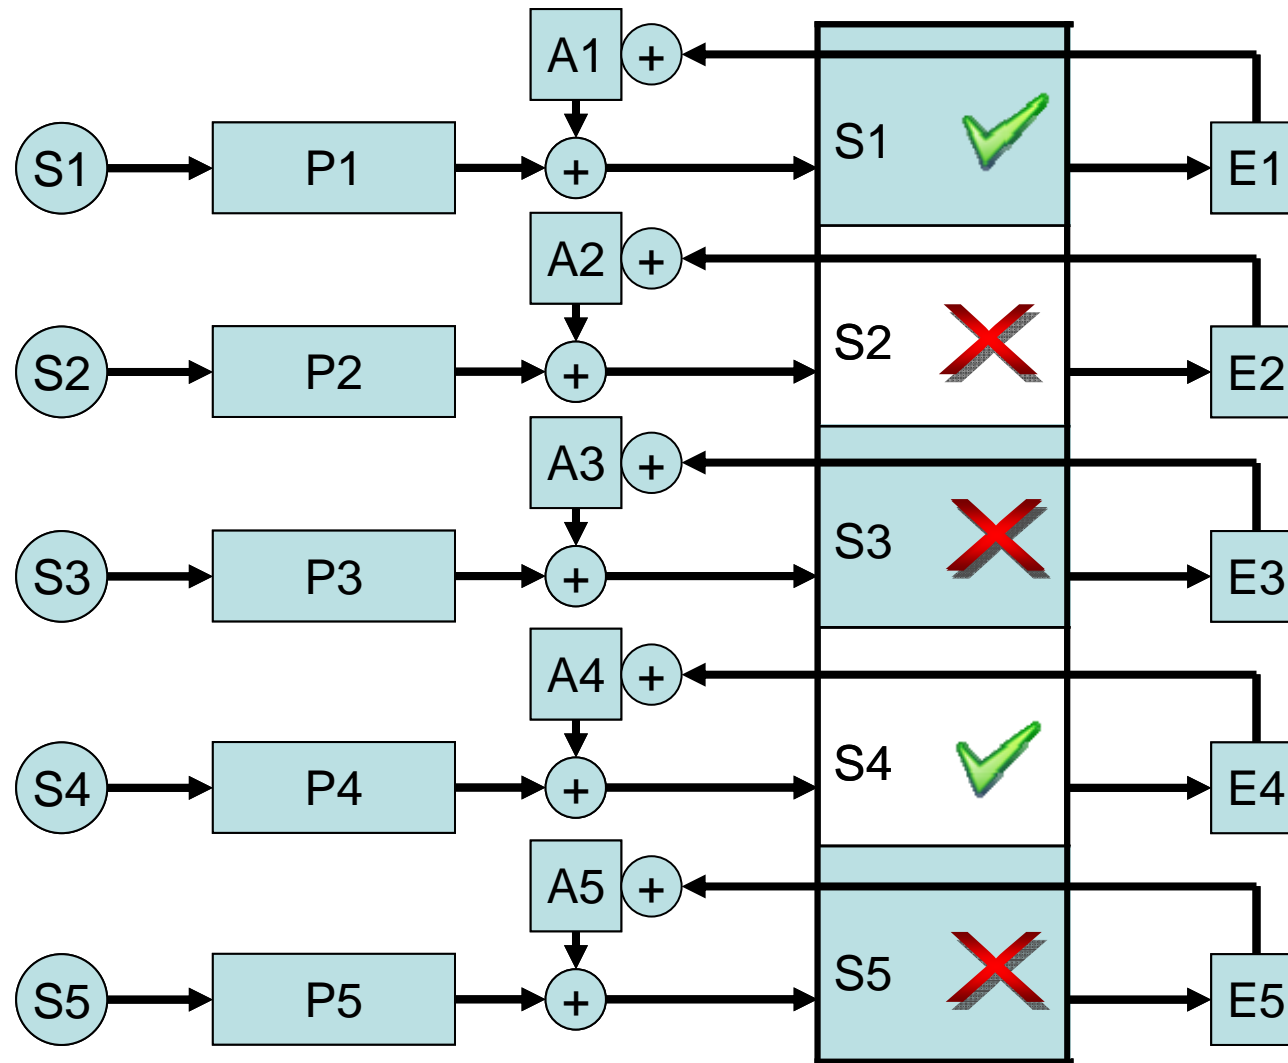 A1 +
S1 P1 + S1 E1
A2 +
S2 P2 + S2 E2
A3 +
S3 P3 + S3 E3
A4 +
S4 P4 + S4 E4
A5 +
S5 P5 + S5 E5